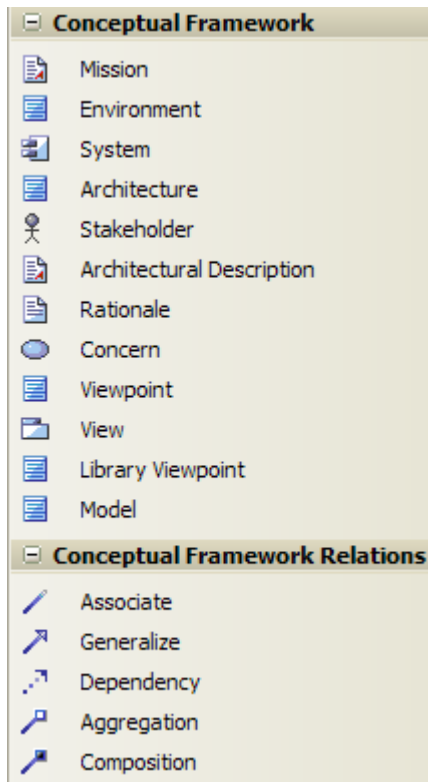 Conceptual Framework
Mission
Environment
System
Architecture
Stakeholder
Architectural Description
Rationale
Concern
Viewpoint
View
Library Viewpoint
Model
Conceptual Framework Relations
Associate
Generalize
Dependency
Aggregation
Composition